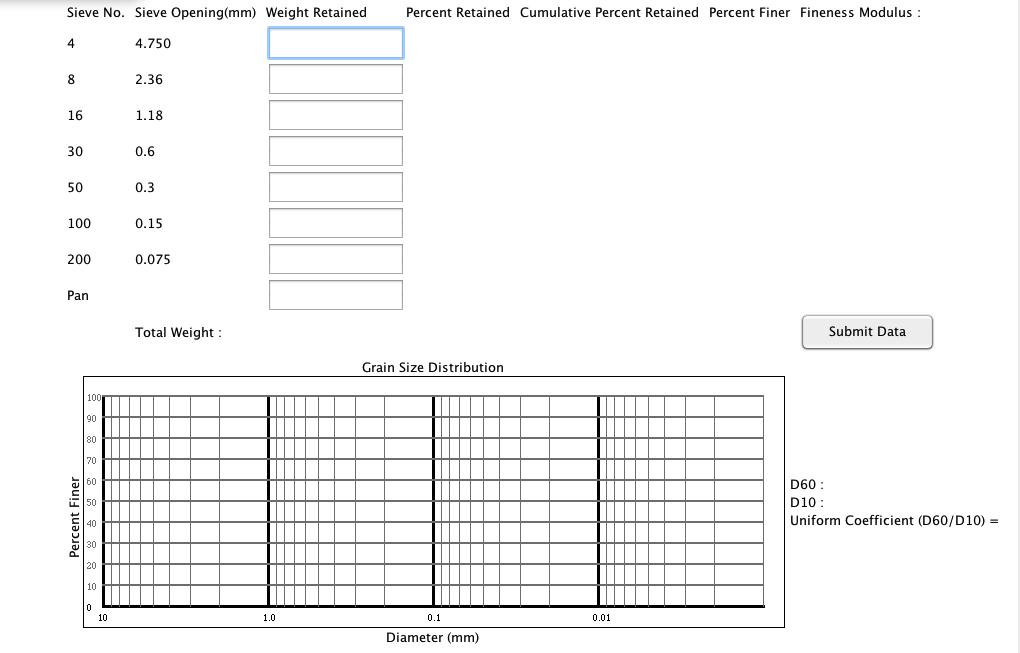 Sieve No. Sieve Opening(mm) Weight Retained Percent Retained Cumulative Percent Retained Percent Finer Fineness Modulus :
4 4.750
8 2.36
16 1.18
30 0.6
50 0.3
100 0.15
200 0.075
Pan
Total Weight :
Submit Data
Grain Size Distribution
100
90
80
70
60
50
40
30
20
10
0
Percent Finer
10 1.0 0.1 0.01
Diameter (mm)
D60 :
D10 :
Uniform Coefficient (D60/D10) =